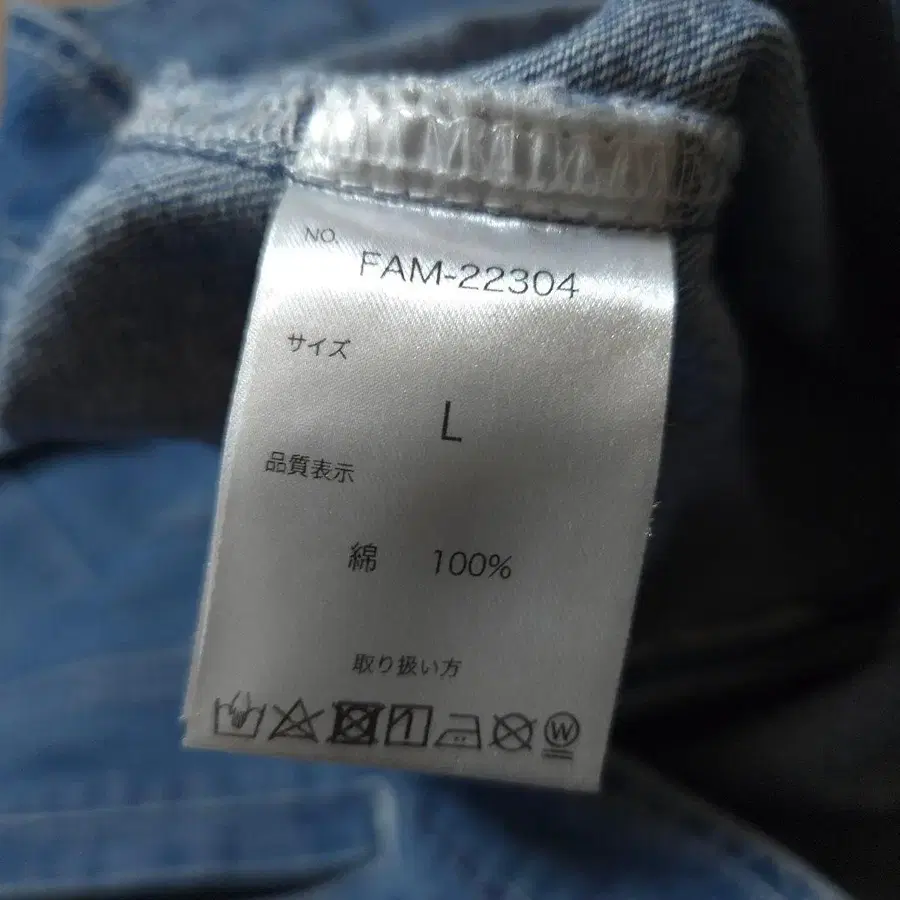 NO.
FAM-22304
サイズ
L
品質表示
綿 100%
取り扱い方
W